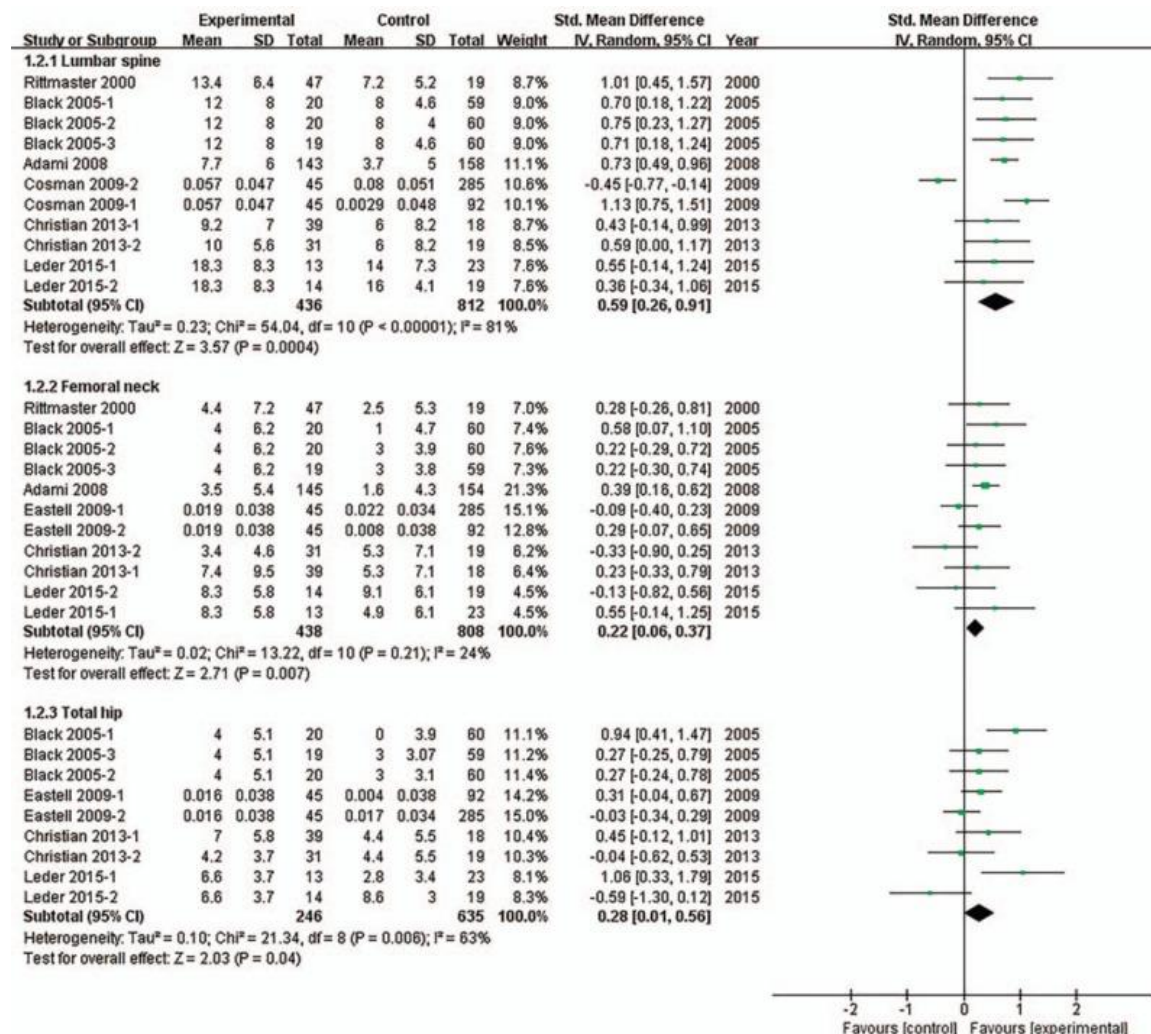 Experimental Control Std. Mean Difference Std. Mean Difference
Study or Subgroup Mean SD Total Mean SD Total Weight IV, Random, 95% CI Year IV, Random, 95% CI
1.2.1 Lumbar spine
Rittmaster 2000 13.4 6.4 47 7.2 5.2 19 8.7% 1.01 [0.45, 1.57] 2000
Black 2005-1 12 8 20 8 4.6 59 9.0% 0.70 [0.18, 1.22] 2005
Black 2005-2 12 8 20 8 4 60 9.0% 0.75 [0.23, 1.27] 2005
Black 2005-3 12 8 19 8 4.6 60 9.0% 0.71 [0.18, 1.24] 2005
Adami 2008 7.7 6 143 3.7 5 158 11.1% 0.73 [0.49, 0.96] 2008
Cosman 2009-2 0.057 0.047 45 0.08 0.051 285 10.6% -0.45 [-0.77, -0.14] 2009
Cosman 2009-1 0.057 0.047 45 0.0029 0.048 92 10.1% 1.13 [0.75, 1.51] 2009
Christian 2013-1 9.2 7 39 6 8.2 18 8.7% 0.43 [-0.14, 0.99] 2013
Christian 2013-2 10 5.6 31 6 8.2 19 8.5% 0.59 [0.00, 1.17] 2013
Leder 2015-1 18.3 8.3 13 14 7.3 23 7.6% 0.55 [-0.14, 1.24] 2015
Leder 2015-2 18.3 8.3 14 16 4.1 19 7.6% 0.36 [-0.34, 1.06] 2015
Subtotal (95% CI) 436 812 100.0% 0.59 [0.26, 0.91]
Heterogeneity: Tau² = 0.23; Chi² = 54.04, df = 10 (P < 0.00001); I² = 81%
Test for overall effect: Z = 3.57 (P = 0.0004)
1.2.2 Femoral neck
Rittmaster 2000 4.4 7.2 47 2.5 5.3 19 7.0% 0.28 [-0.26, 0.81] 2000
Black 2005-1 4 6.2 20 1 4.7 60 7.4% 0.58 [0.07, 1.10] 2005
Black 2005-2 4 6.2 20 3 3.9 60 7.6% 0.22 [-0.29, 0.72] 2005
Black 2005-3 4 6.2 19 3 3.8 59 7.3% 0.22 [-0.30, 0.74] 2005
Adami 2008 3.5 5.4 145 1.6 4.3 154 21.3% 0.39 [0.16, 0.62] 2008
Eastell 2009-1 0.019 0.038 45 0.022 0.034 285 15.1% -0.09 [-0.40, 0.23] 2009
Eastell 2009-2 0.019 0.038 45 0.008 0.038 92 12.8% 0.29 [-0.07, 0.65] 2009
Christian 2013-2 3.4 4.6 31 5.3 7.1 19 6.2% -0.33 [-0.90, 0.25] 2013
Christian 2013-1 7.4 9.5 39 5.3 7.1 18 6.4% 0.23 [-0.33, 0.79] 2013
Leder 2015-2 8.3 5.8 14 9.1 6.1 19 4.5% -0.13 [-0.82, 0.56] 2015
Leder 2015-1 8.3 5.8 13 4.9 6.1 23 4.5% 0.55 [-0.14, 1.25] 2015
Subtotal (95% CI) 438 808 100.0% 0.22 [0.06, 0.37]
Heterogeneity: Tau² = 0.02; Chi² = 13.22, df = 10 (P = 0.21); I² = 24%
Test for overall effect: Z = 2.71 (P = 0.007)
1.2.3 Total hip
Black 2005-1 4 5.1 20 0 3.9 60 11.1% 0.94 [0.41, 1.47] 2005
Black 2005-3 4 5.1 19 3 3.07 59 11.2% 0.27 [-0.25, 0.79] 2005
Black 2005-2 4 5.1 20 3 3.1 60 11.4% 0.27 [-0.24, 0.78] 2005
Eastell 2009-1 0.016 0.038 45 0.004 0.038 92 14.2% 0.31 [-0.04, 0.67] 2009
Eastell 2009-2 0.016 0.038 45 0.017 0.034 285 15.0% -0.03 [-0.34, 0.29] 2009
Christian 2013-1 7 5.8 39 4.4 5.5 18 10.4% 0.45 [-0.12, 1.01] 2013
Christian 2013-2 4.2 3.7 31 4.4 5.5 19 10.3% -0.04 [-0.62, 0.53] 2013
Leder 2015-1 6.6 3.7 13 2.8 3.4 23 8.1% 1.06 [0.33, 1.79] 2015
Leder 2015-2 6.6 3.7 14 8.6 3 19 8.3% -0.59 [-1.30, 0.12] 2015
Subtotal (95% CI) 246 635 100.0% 0.28 [0.01, 0.56]
Heterogeneity: Tau² = 0.10; Chi² = 21.34, df = 8 (P = 0.006); I² = 63%
Test for overall effect: Z = 2.03 (P = 0.04)
-2 -1 0 1 2
Favours [control] Favours [experimental]